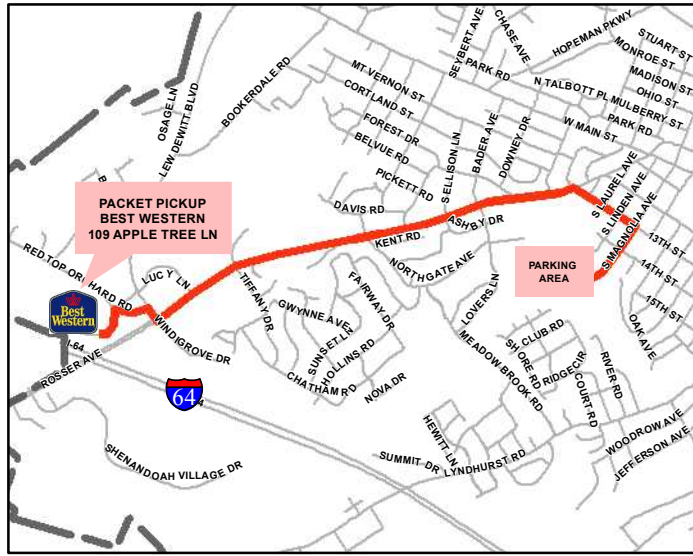 SEYBERT AVE
CHASE AVE
HOPEMAN PKWY
STUART ST
MONROE ST
MADISON ST
OHIO ST
MULBERRY ST
PARK RD
N TALBOTT PL
PARK RD
W MAIN ST
MT VERNON ST
CORTLAND ST
FOREST DR
BELVUE RD
PICKETT RD
BOOKERDALE RD
OSAGE LN
LEW DEWITT BLVD
S ELLISON LN
BADER AVE
DOWNEY DR
DAVIS RD
KENT RD
ASHBY DR
S LAUREL AVE
S LINDEN AVE
S MAGNOLIA AVE
13TH ST
14TH ST
15TH ST
OAK AVE
PACKET PICKUP
BEST WESTERN
109 APPLE TREE LN
B
RED TOP ORCHARD RD
LUCY LN
Best
Western
I-64
ROSSER AVE
WINDIGROVE DR
TIFFANY DR
GWYNNE AVE
SUNSET LN
HOLLINS RD
CHATHAM RD
FAIRWAY DR
NORTHGATE AVE
NOVA DR
LOVERS LN
MEADOW BROOK RD
PARKING
AREA
CLUB RD
SHORE RD
RIDGE CIR
COURT RD
RIVER RD
64
SHENANDOAH VILLAGE DR
HEWITT LN
SUMMIT DR
LYNDHURST RD
WOODROW AVE
JEFFERSON AVE